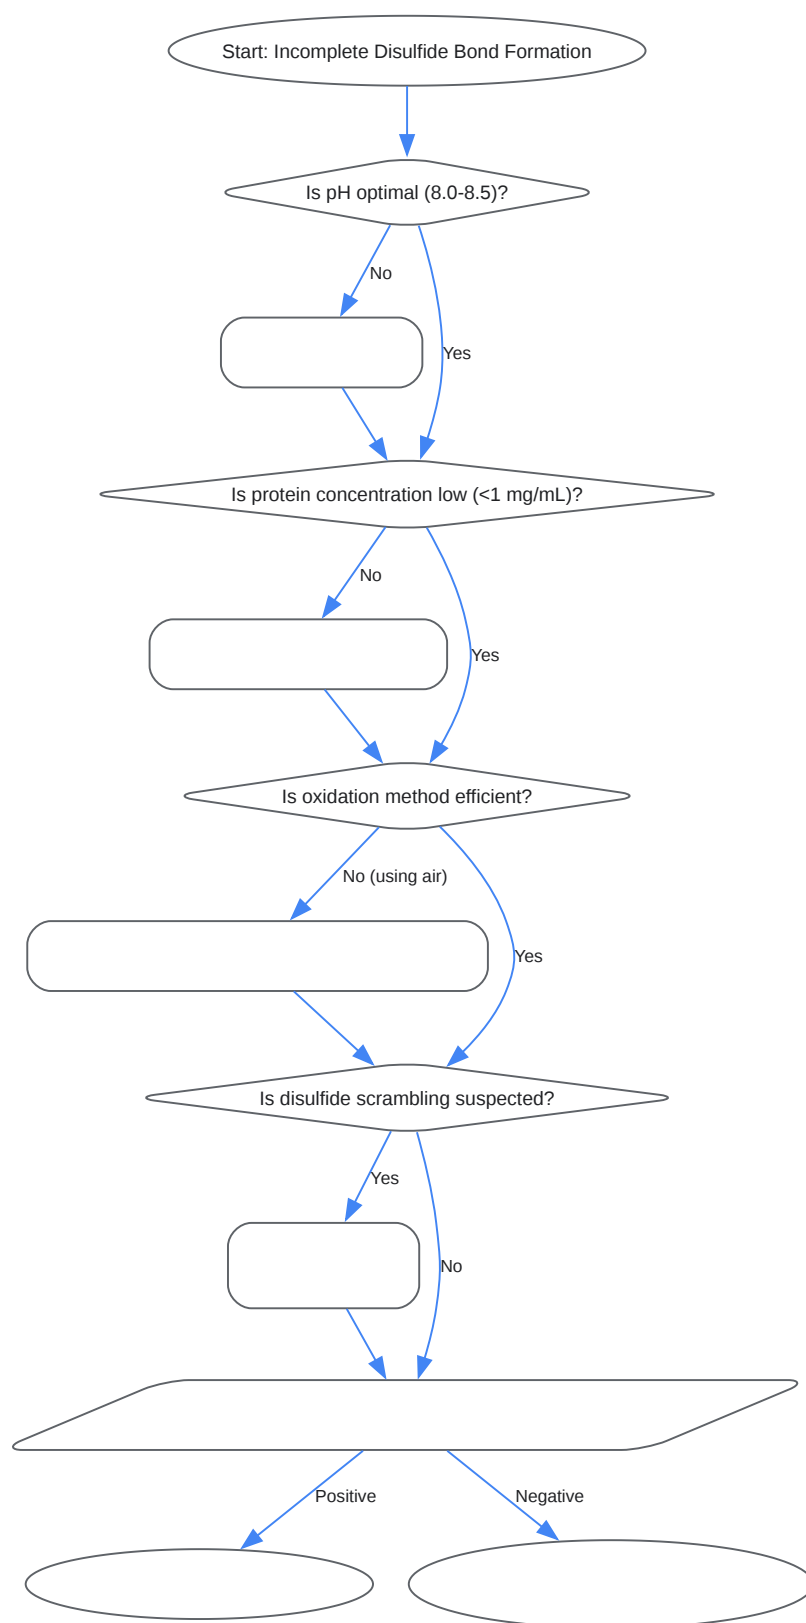 Start: Incomplete Disulfide Bond Formation
Is pH optimal (8.0-8.5)?
No
Yes
Is protein concentration low (<1 mg/mL)?
No
Yes
Is oxidation method efficient?
No (using air)
Yes
Is disulfide scrambling suspected?
Yes
No
Positive
Negative